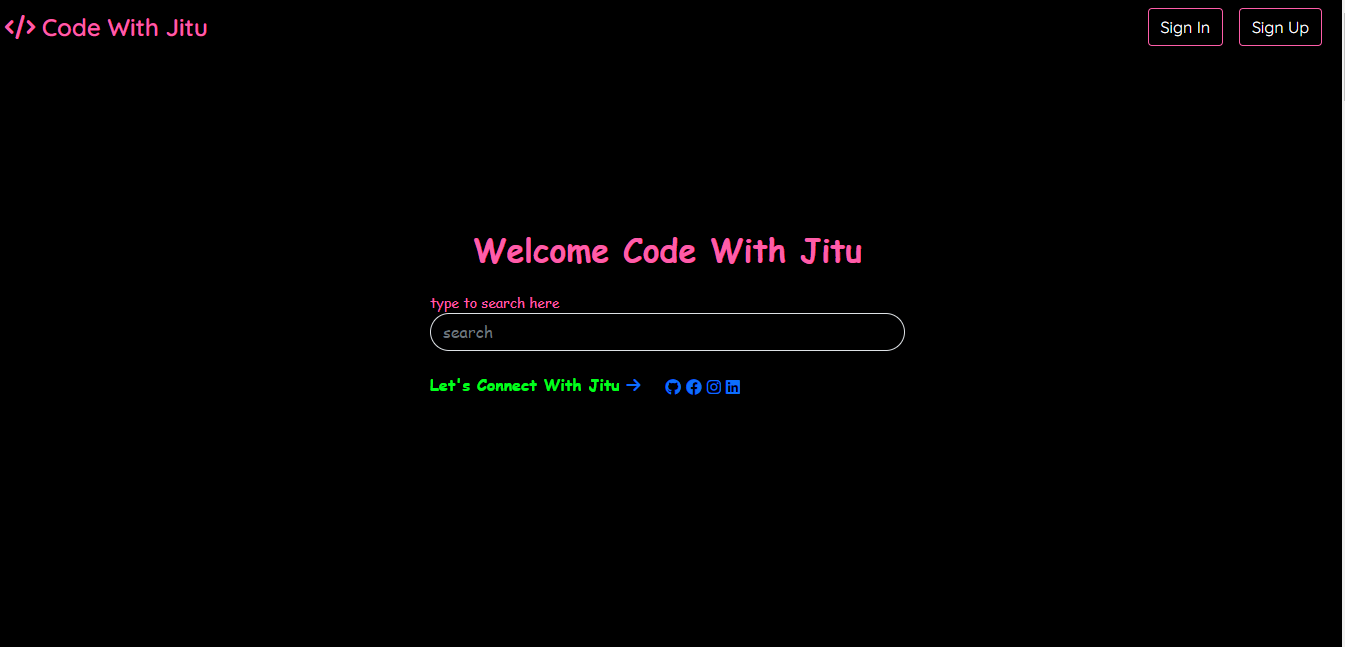 </> Code With Jitu
Sign In
Sign Up
Welcome Code With Jitu
type to search here
search
Let's Connect With Jitu →